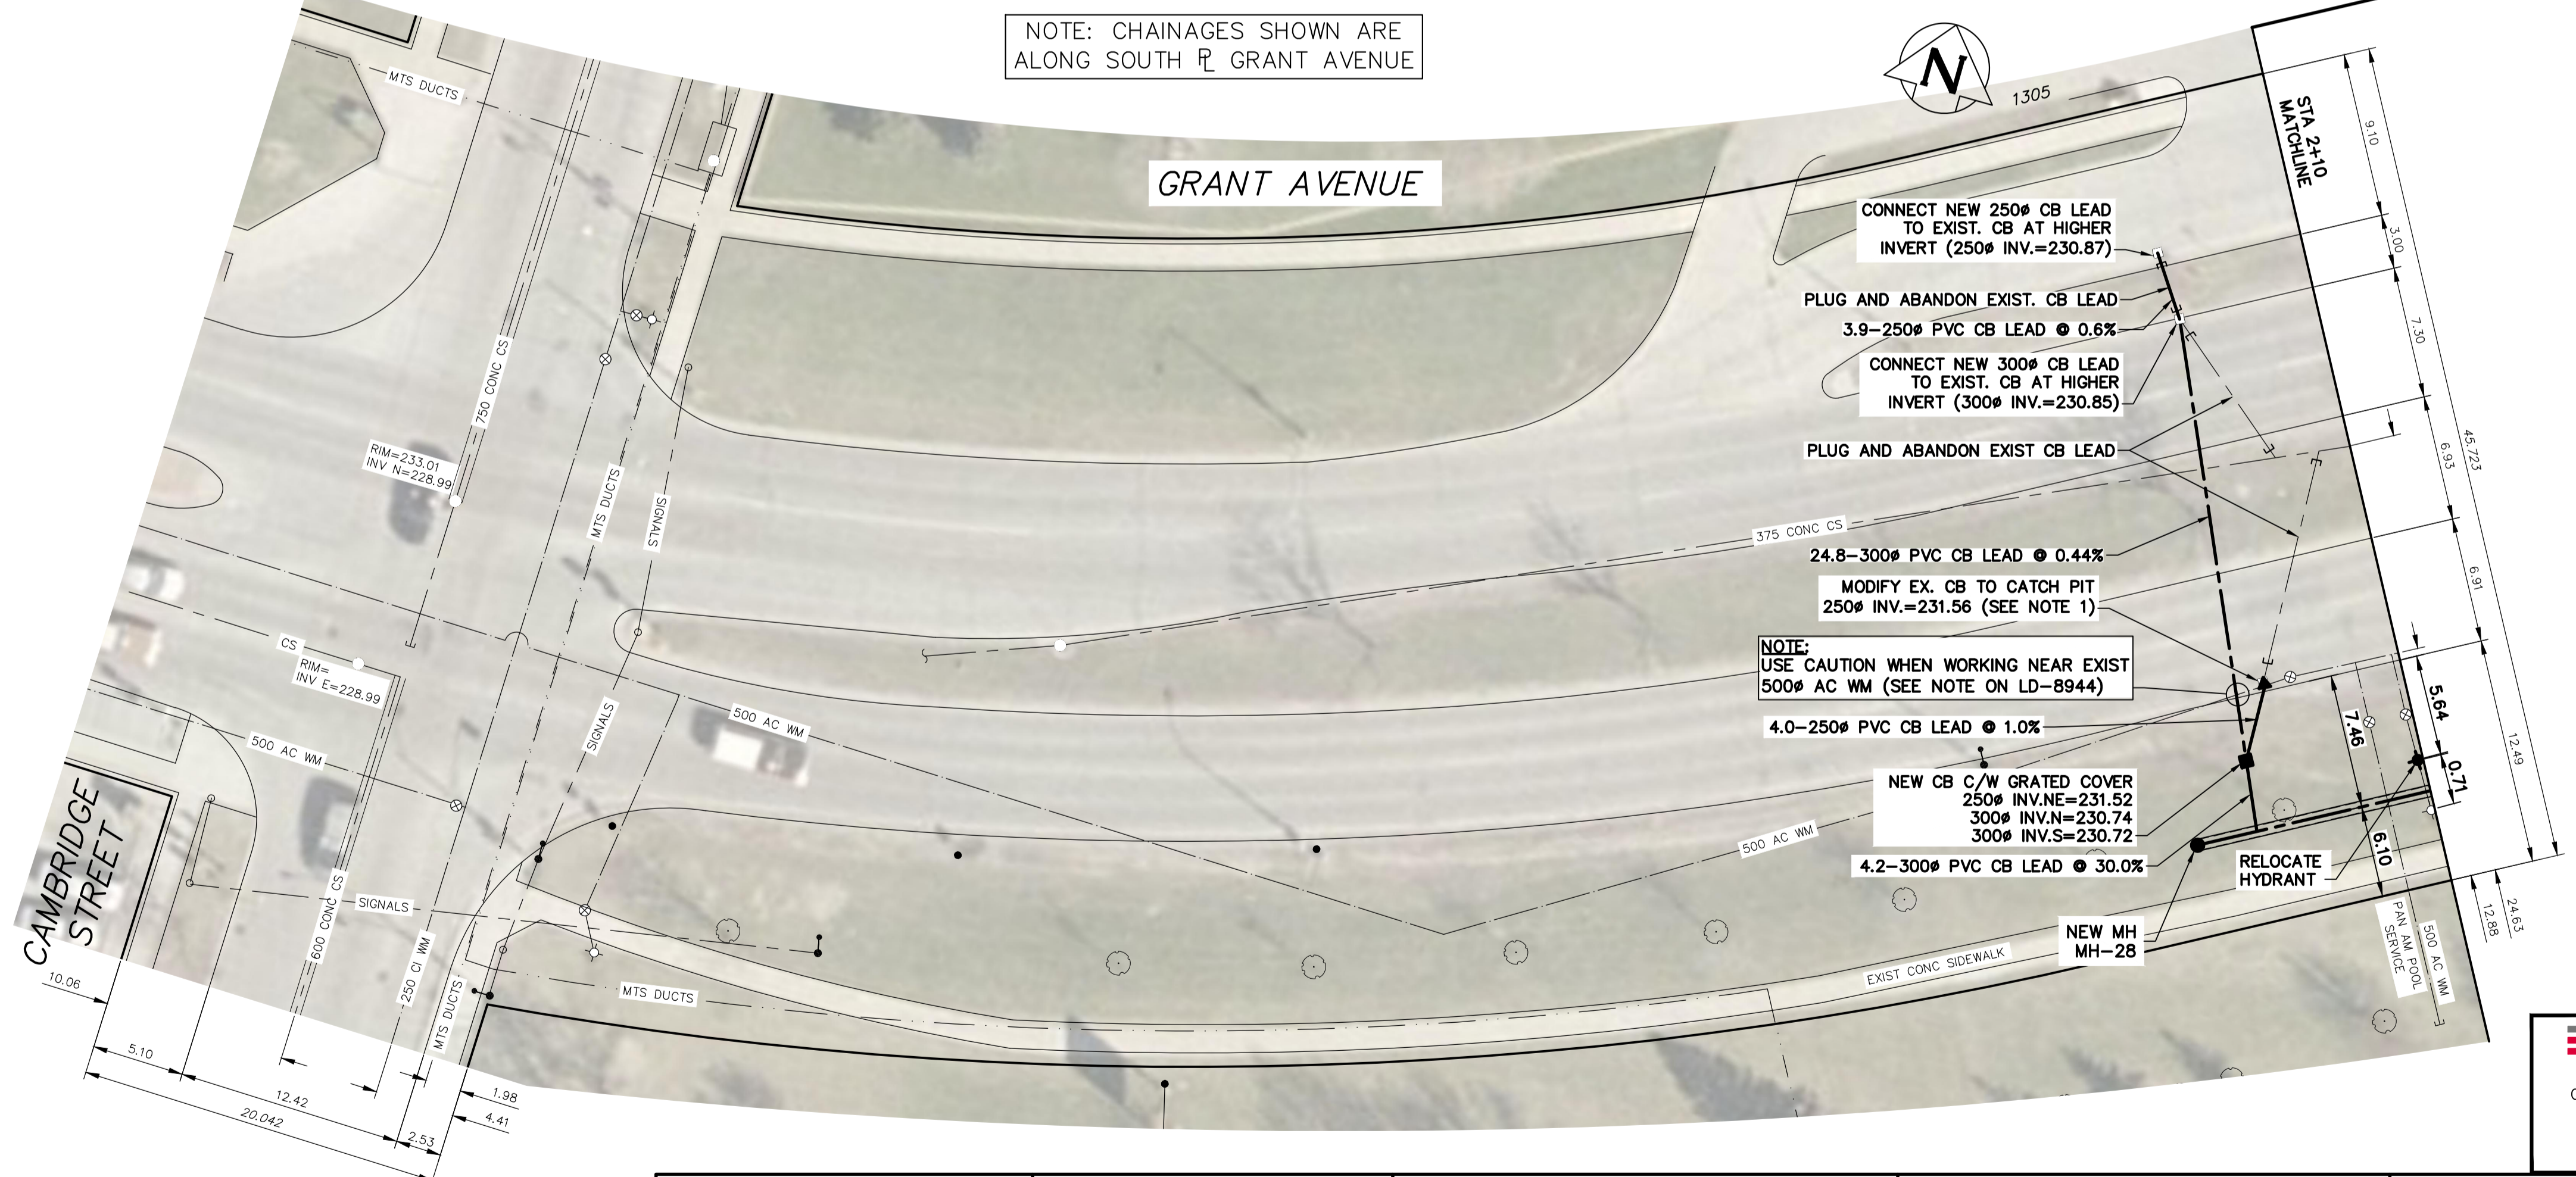 NOTE: CHAINAGES SHOWN ARE
ALONG SOUTH ⅊ GRANT AVENUE
N
1305
STA 2+10
MATCHLINE
MTS DUCTS
GRANT AVENUE
CONNECT NEW 250ø CB LEAD
TO EXIST. CB AT HIGHER
INVERT (250ø INV.=230.87)
PLUG AND ABANDON EXIST. CB LEAD
3.9-250ø PVC CB LEAD @ 0.6%
CONNECT NEW 300ø CB LEAD
TO EXIST. CB AT HIGHER
INVERT (300ø INV.=230.85)
PLUG AND ABANDON EXIST CB LEAD
375 CONC CS
24.8-300ø PVC CB LEAD @ 0.44%
MODIFY EX. CB TO CATCH PIT
250ø INV.=231.56 (SEE NOTE 1)
NOTE:
USE CAUTION WHEN WORKING NEAR EXIST
500ø AC WM (SEE NOTE ON LD-8944)
4.0-250ø PVC CB LEAD @ 1.0%
NEW CB C/W GRATED COVER
250ø INV.NE=231.52
300ø INV.N=230.74
300ø INV.S=230.72
4.2-300ø PVC CB LEAD @ 30.0%
RELOCATE
HYDRANT
NEW MH
MH-28
9.10
3.00
7.30
45.723
6.93
6.91
5.64
7.46
0.71
12.49
6.10
24.63
12.88
PAN AM POOL
SERVICE
500 AC WM
750 CONC CS
RIM=233.01
INV N=228.99
MTS DUCTS
SIGNALS
CS
RIM=
INV E=228.99
SIGNALS
500 AC WM
500 AC WM
500 AC WM
CAMBRIDGE
STREET
SIGNALS
600 CONC CS
250 CI WM
MTS DUCTS
MTS DUCTS
EXIST CONC SIDEWALK
10.06
5.10
12.42
20.042
2.53
1.98
4.41